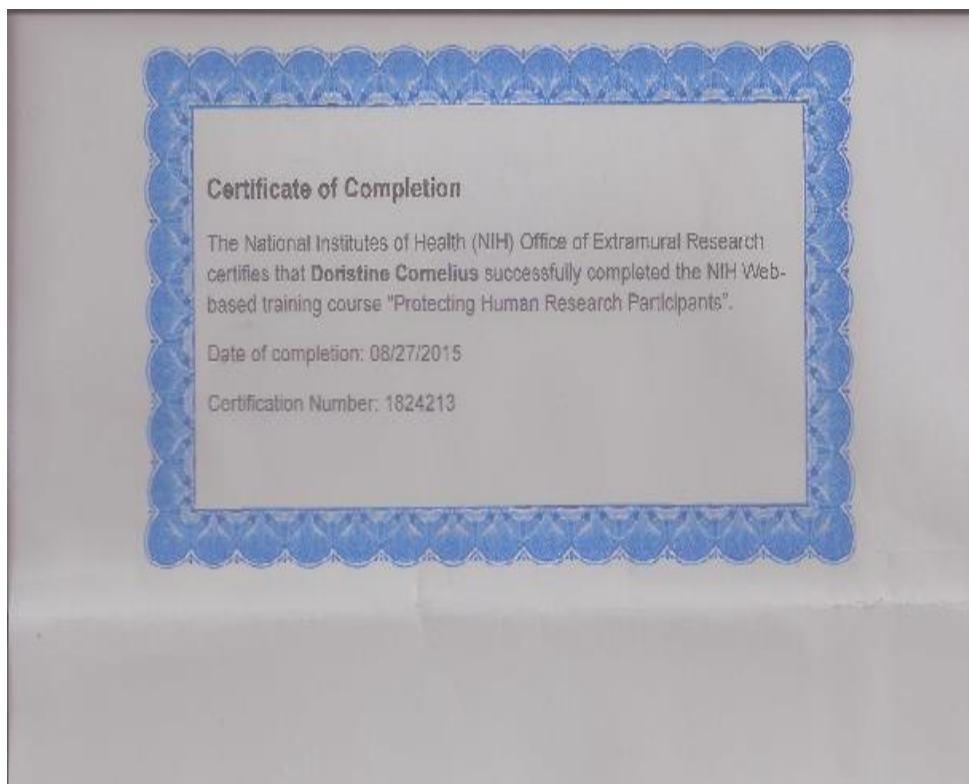 Certificate of Completion
The National Institutes of Health (NIH) Office of Extramural Research
certifies that Doristine Cornelius successfully completed the NIH Web-
based training course "Protecting Human Research Participants".
Date of completion: 08/27/2015
Certification Number: 1824213